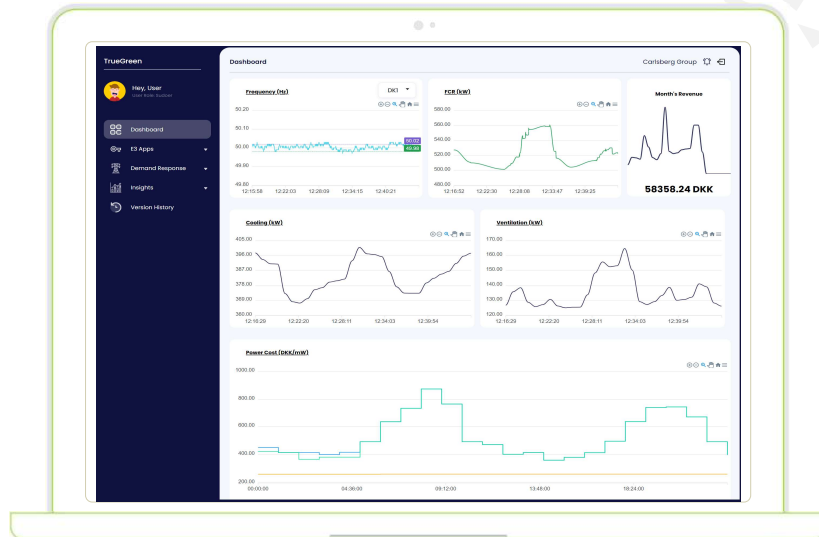 TrueGreen
Hey, User
Dashboard
E3 Apps
Demand Response
Insights
Version History
Dashboard
Carlsberg Group
Frequency (Hz)
DK1
50.20
50.10
50.00
49.90
49.80
50.02
49.98
12:15:58 12:22:03 12:28:09 12:34:15 12:40:21
FCR (kW)
580.00
560.00
540.00
520.00
500.00
480.00
12:16:52 12:22:30 12:28:08 12:33:47 12:39:25
Month's Revenue
58358.24 DKK
Cooling (kW)
405.00
396.00
387.00
378.00
369.00
360.00
12:16:29 12:22:20 12:28:11 12:34:03 12:39:54
Ventilation (kW)
170.00
160.00
150.00
140.00
130.00
120.00
12:16:29 12:22:20 12:28:11 12:34:03 12:39:54
Power Cost (DKK/mW)
1000.00
800.00
600.00
400.00
200.00
00:00:00 04:36:00 09:12:00 13:48:00 18:24:00